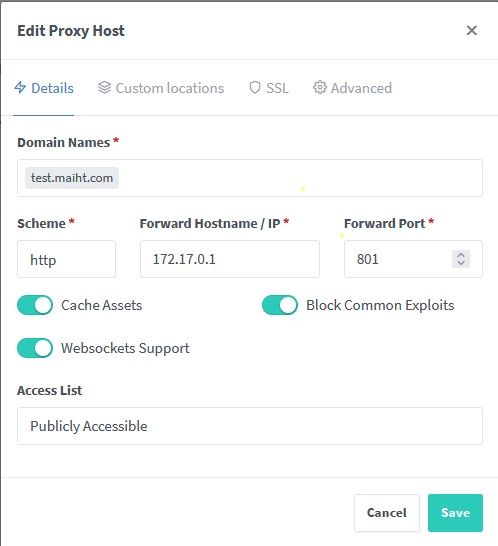 Edit Proxy Host ×
Details Custom locations SSL Advanced
Domain Names *
test.maiht.com
Scheme * Forward Hostname / IP * Forward Port *
http 172.17.0.1 801
Cache Assets Block Common Exploits
Websockets Support
Access List
Publicly Accessible
Cancel Save